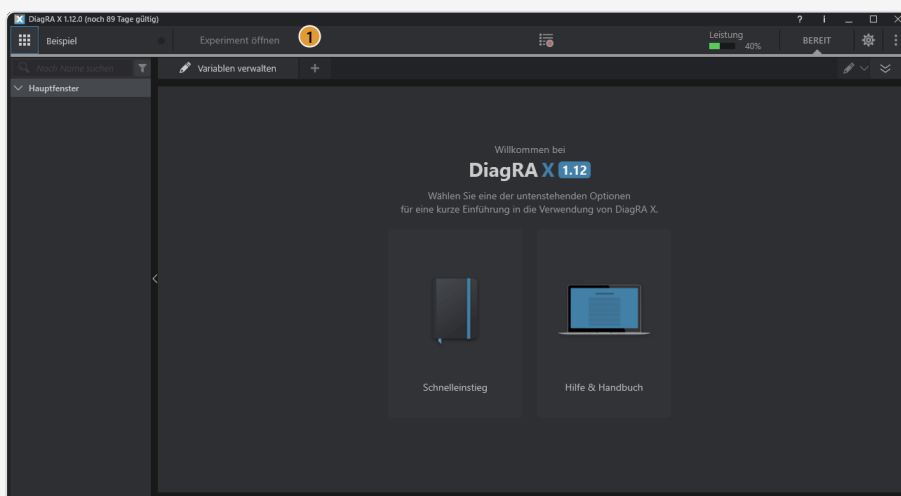 DiagRA X 1.12.0 (noch 89 Tage gültig)
Beispiel
Experiment öffnen
1
Leistung
40%
BEREIT
Nach Name suchen
Variablen verwalten
Hauptfenster
Willkommen bei
DiagRA X 1.12
Wählen Sie eine der untenstehenden Optionen
für eine kurze Einführung in die Verwendung von DiagRA X.
Schnelleinstieg
Hilfe & Handbuch